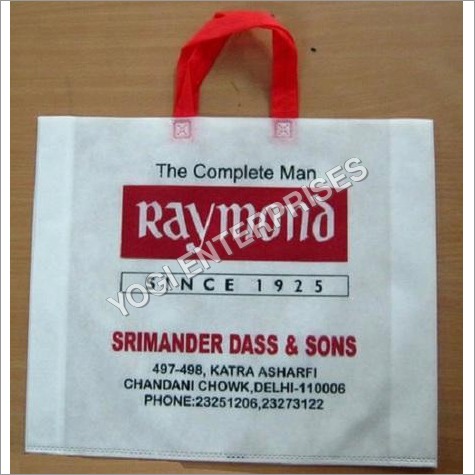 The Complete Man
Raymond
SINCE 1925
YOGI ENTERPRISES
SRIMANDER DASS & SONS
497-498, KATRA ASHARFI
CHANDANI CHOWK,DELHI-110006
PHONE:23251206,23273122